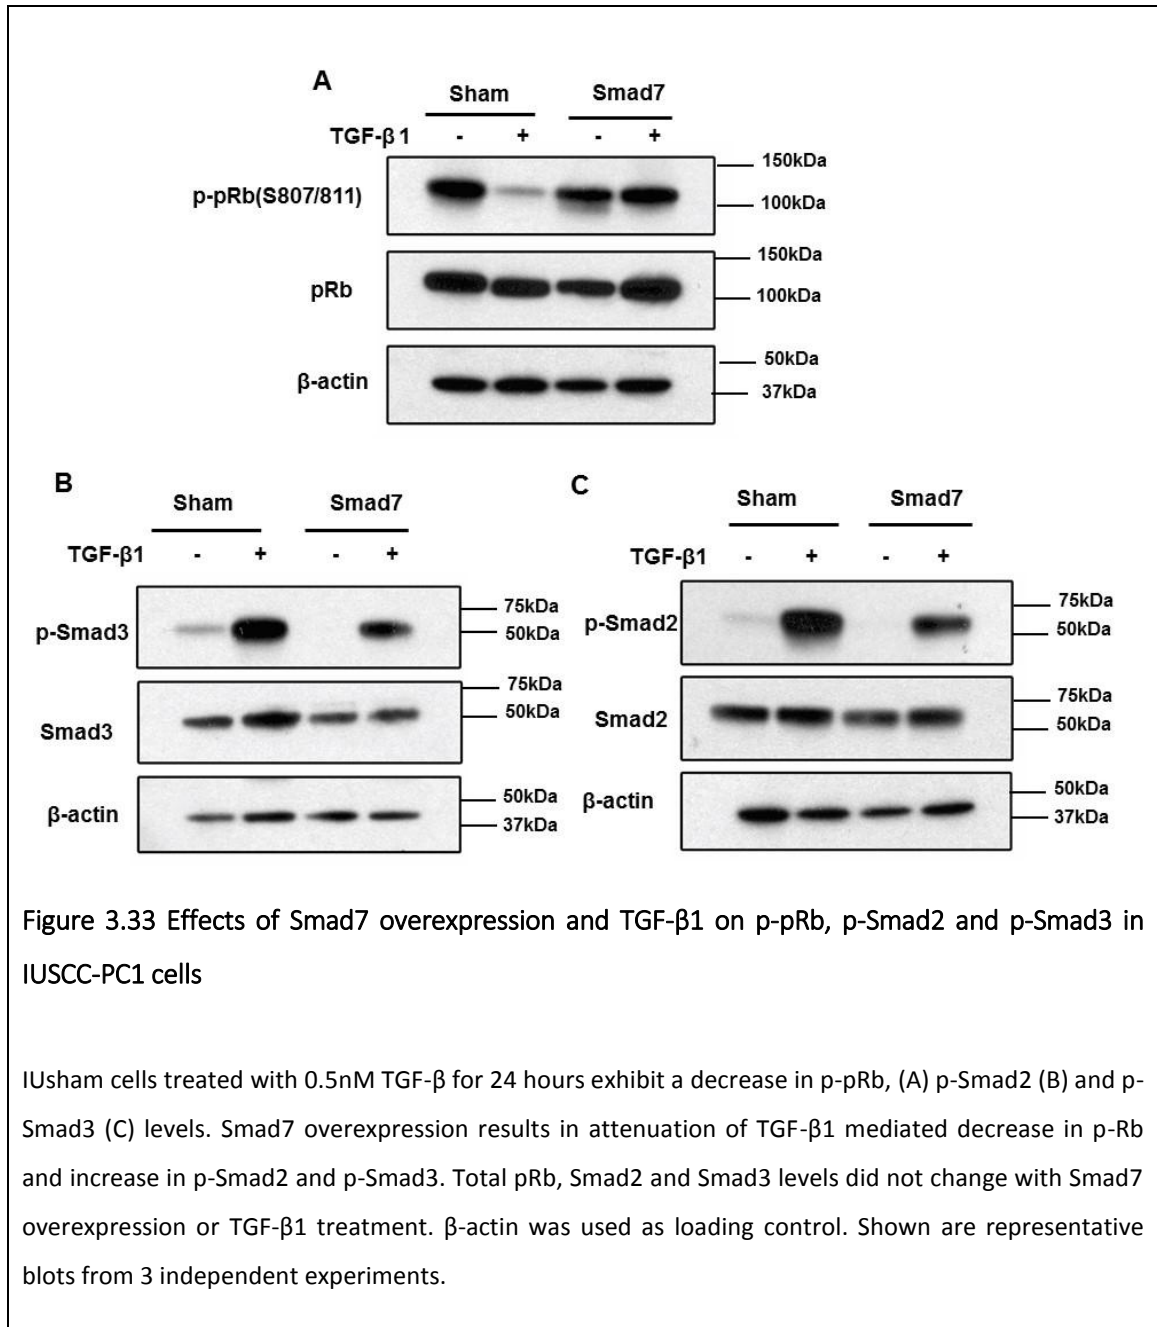 A
Sham Smad7
TGF-β1 - + - +
150kDa
p-pRb(S807/811)
100kDa
150kDa
pRb
100kDa
50kDa
β-actin
37kDa
B
Sham Smad7
TGF-β1 - + - +
75kDa
p-Smad3
50kDa
75kDa
50kDa
Smad3
50kDa
β-actin
37kDa
C
Sham Smad7
TGF-β1 - + - +
75kDa
p-Smad2
50kDa
75kDa
Smad2
50kDa
50kDa
β-actin
37kDa
Figure 3.33 Effects of Smad7 overexpression and TGF-β1 on p-pRb, p-Smad2 and p-Smad3 in
IUSCC-PC1 cells
IUsham cells treated with 0.5nM TGF-β for 24 hours exhibit a decrease in p-pRb, (A) p-Smad2 (B) and p-
Smad3 (C) levels. Smad7 overexpression results in attenuation of TGF-β1 mediated decrease in p-Rb
and increase in p-Smad2 and p-Smad3. Total pRb, Smad2 and Smad3 levels did not change with Smad7
overexpression or TGF-β1 treatment. β-actin was used as loading control. Shown are representative
blots from 3 independent experiments.